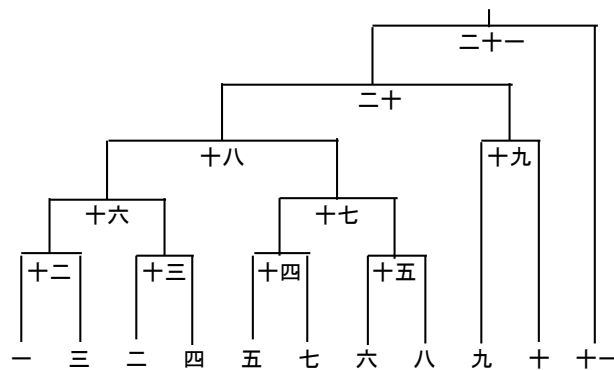 二十一
二十
十八 十九
十六 十七
十二 十三 十四 十五
一 三 二 四 五 七 六 八 九 十 十一